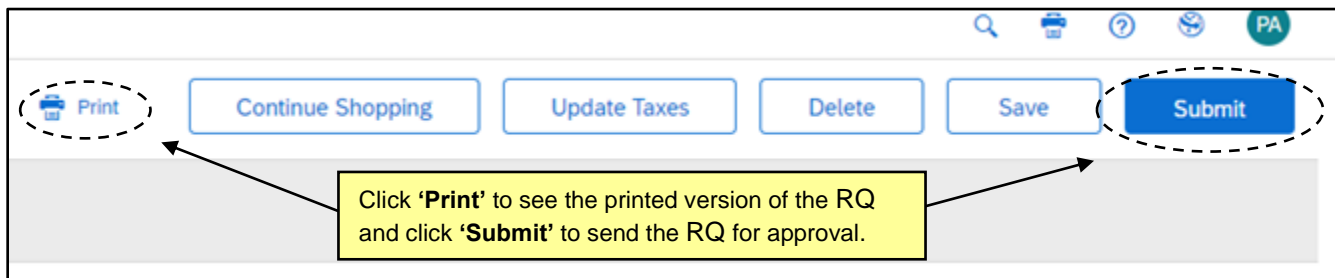 PA
Print Continue Shopping Update Taxes Delete Save Submit
Click ‘Print’ to see the printed version of the RQ
and click ‘Submit’ to send the RQ for approval.